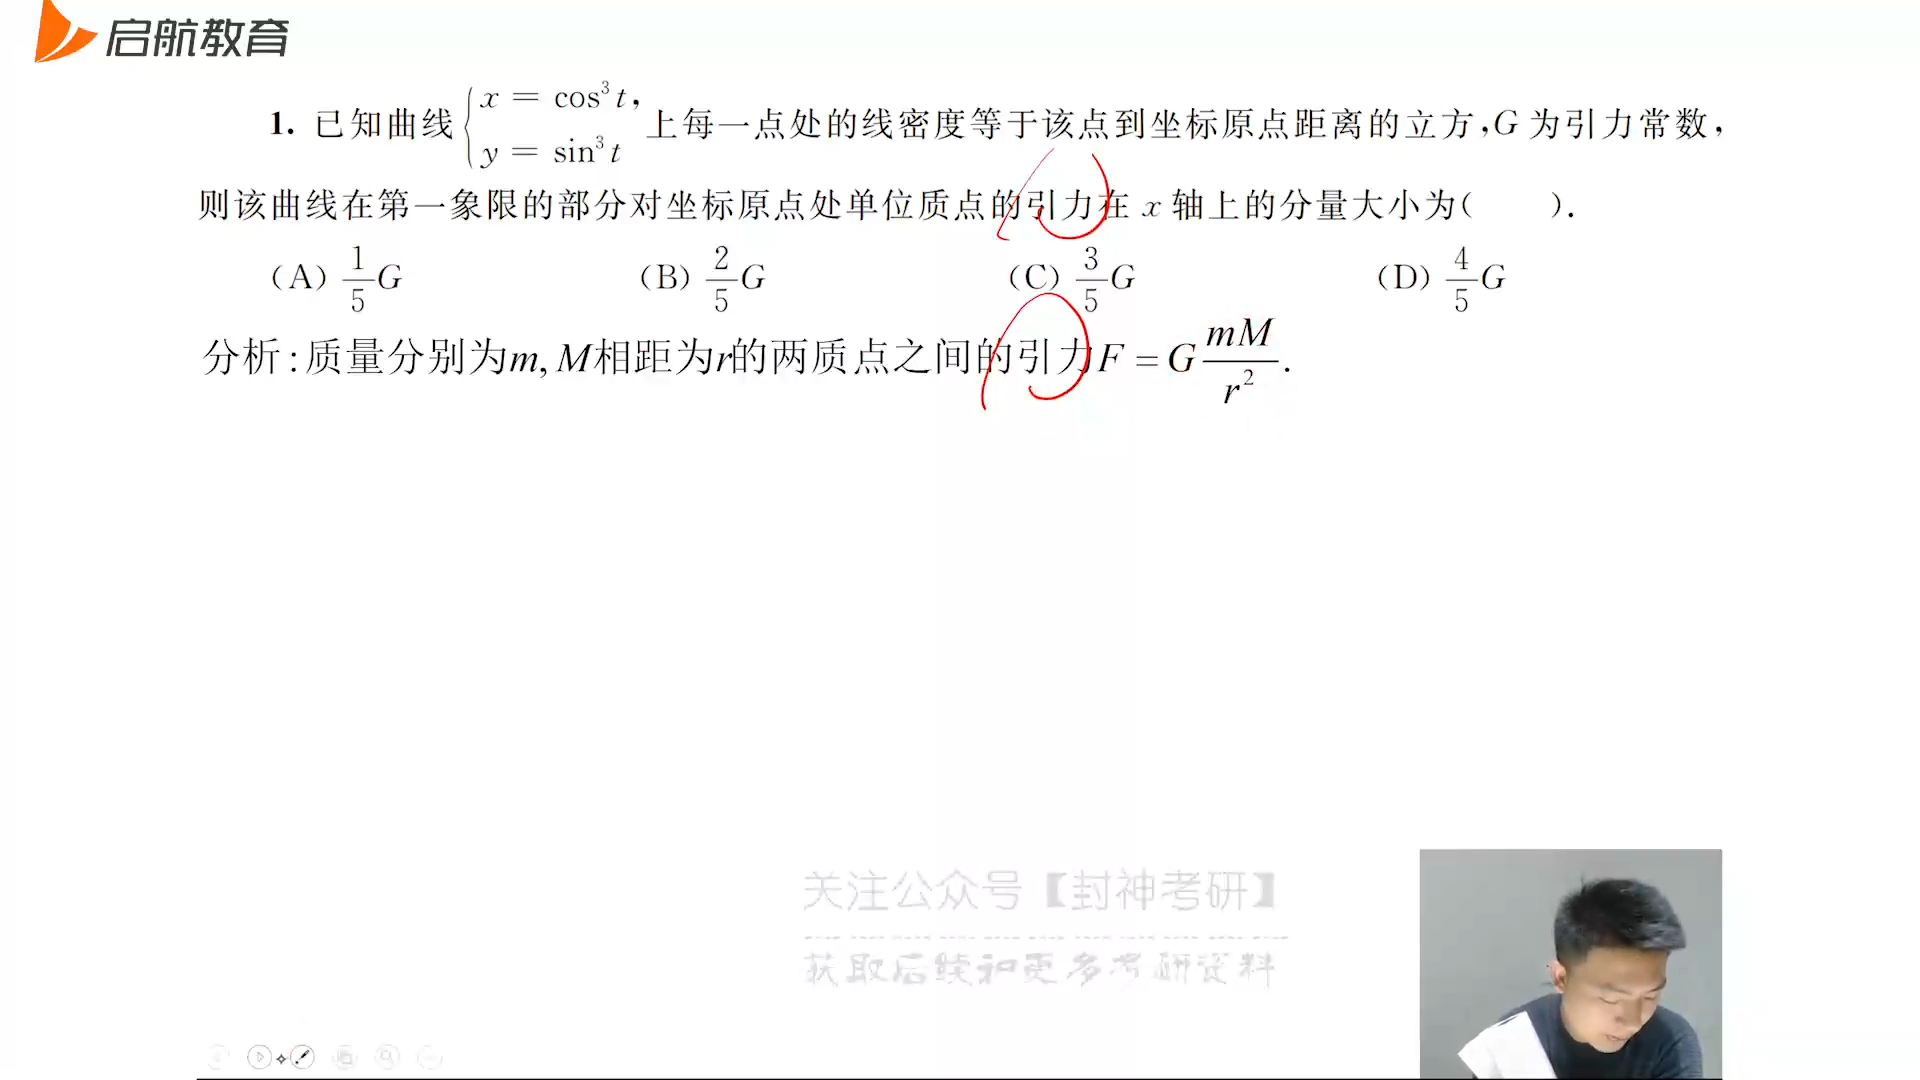 启航教育
1. 已知曲线 { x = cos³t, y = sin³t 上每一点处的线密度等于该点到坐标原点距离的立方,G 为引力常数,
则该曲线在第一象限的部分对坐标原点处单位质点的引力在 x 轴上的分量大小为(  ).
(A) 1/5 G (B) 2/5 G (C) 3/5 G (D) 4/5 G
分析:质量分别为m, M相距为r的两质点之间的引力F = G mM/r².
关注公众号【封神考研】
获取后续和更多考研资料